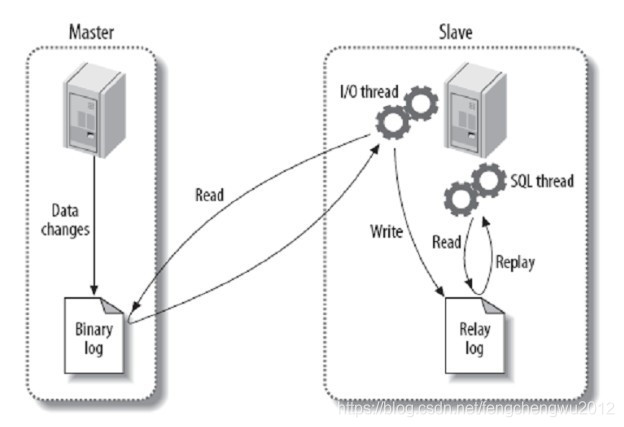 Master
Slave
I/O thread
SQL thread
Data
changes
Read
Write
Read
Replay
Binary
log
Relay
log
https://blog.csdn.net/fengchengwu2012